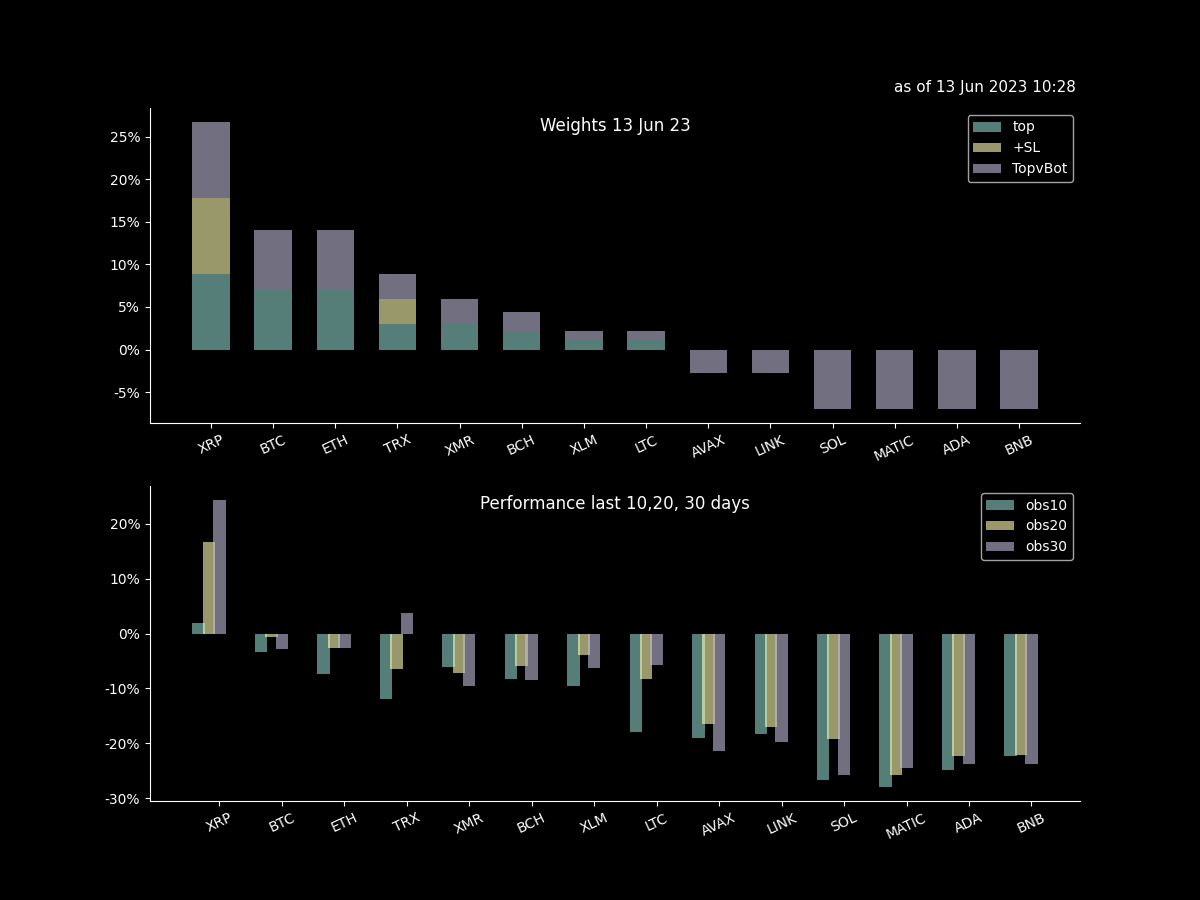 as of 13 Jun 2023 10:28
Weights 13 Jun 23
top
+SL
TopvBot
25%
20%
15%
10%
5%
0%
-5%
XRP BTC ETH TRX XMR BCH XLM LTC AVAX LINK SOL MATIC ADA BNB
Performance last 10,20, 30 days
obs10
obs20
obs30
20%
10%
0%
-10%
-20%
-30%
XRP BTC ETH TRX XMR BCH XLM LTC AVAX LINK SOL MATIC ADA BNB